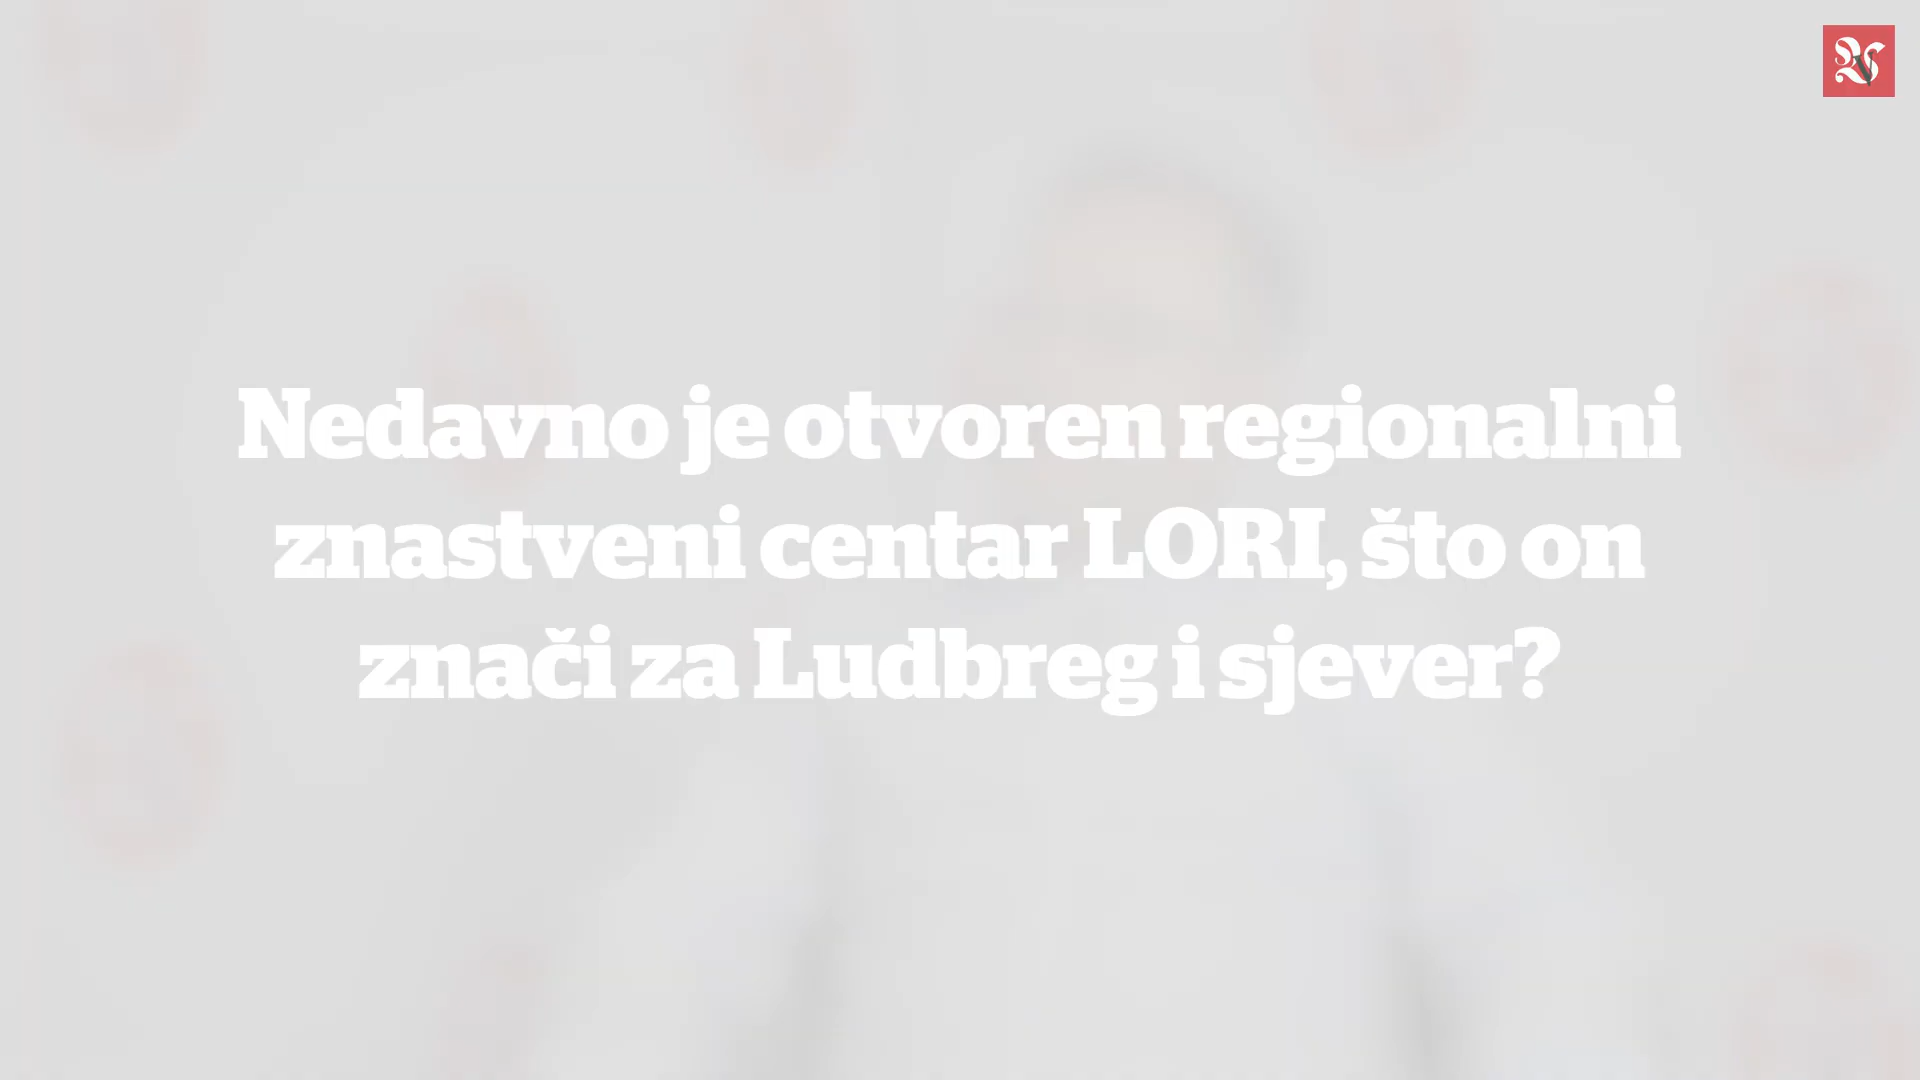 Nedavno je otvoren regionalni
znastveni centar LORI, što on
znači za Ludbreg i sjever?